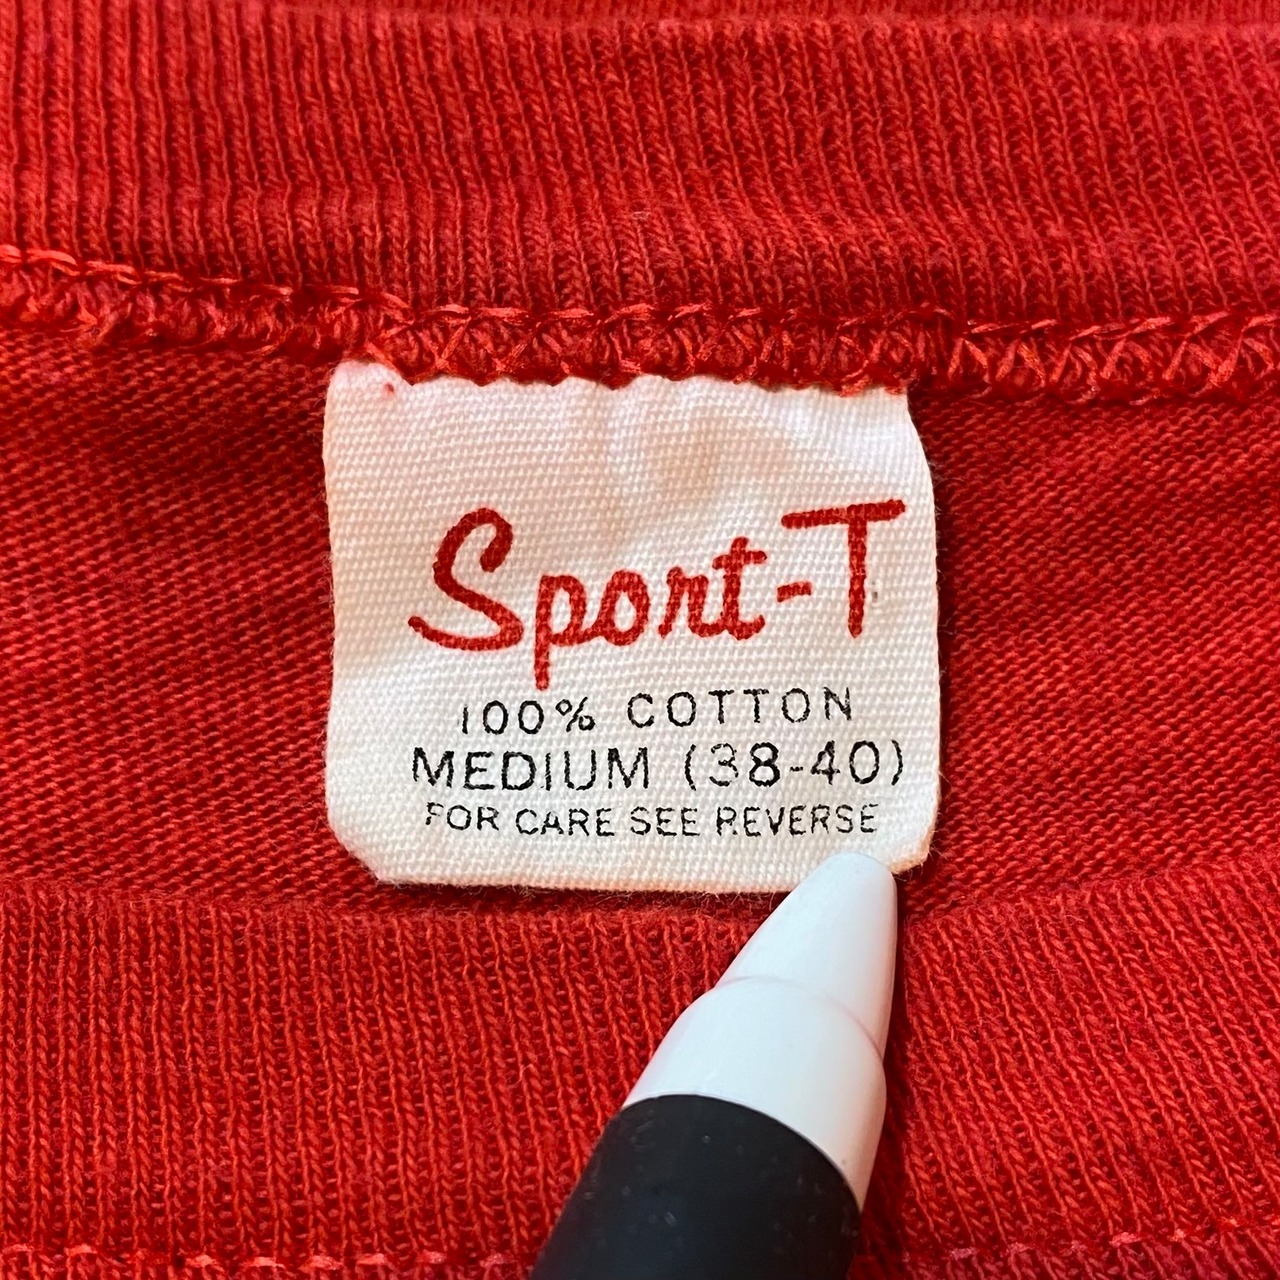 Sport-T
100% COTTON
MEDIUM (38-40)
FOR CARE SEE REVERSE